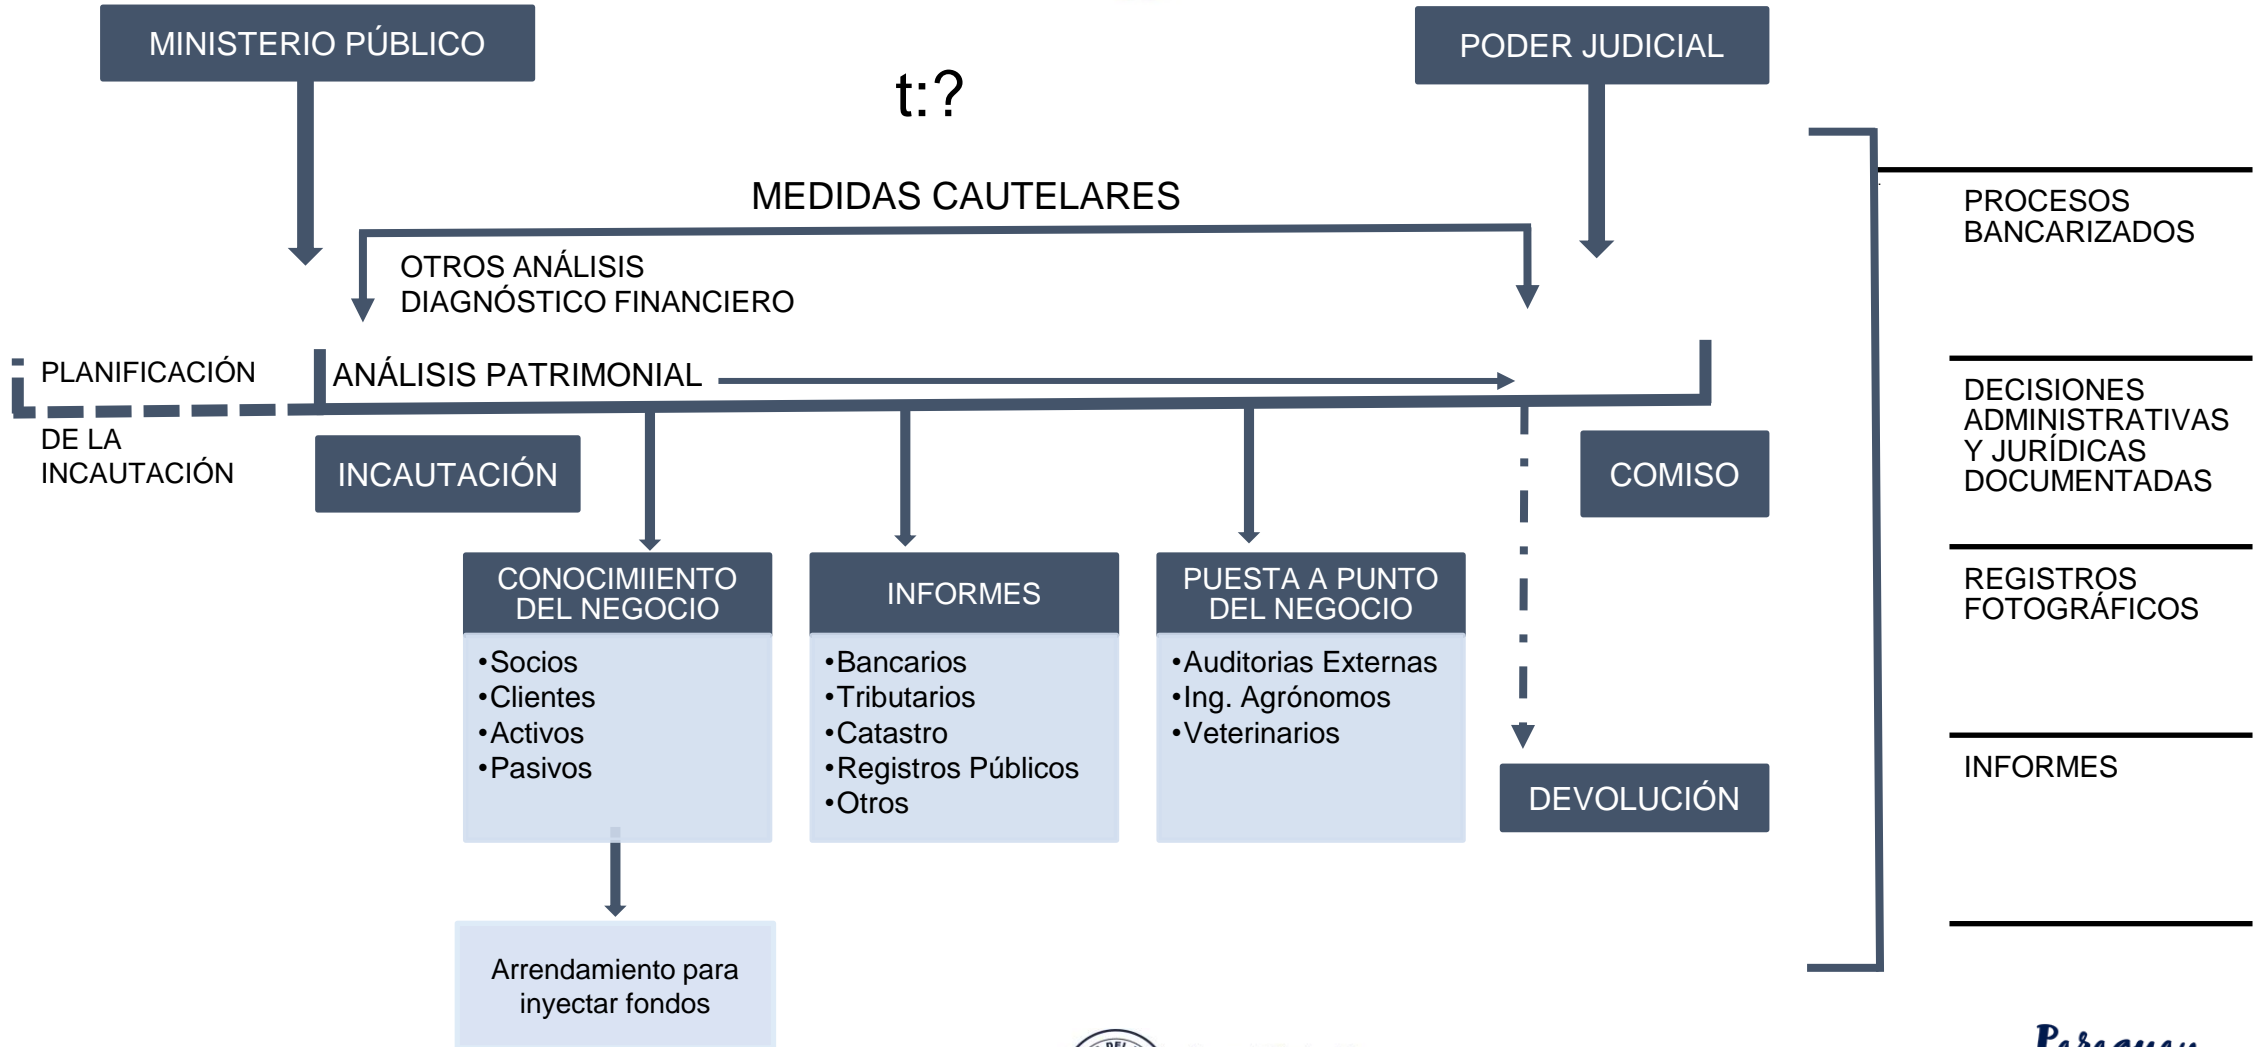 MINISTERIO PÚBLICO
PODER JUDICIAL
t:?
MEDIDAS CAUTELARES
OTROS ANÁLISIS
DIAGNÓSTICO FINANCIERO
PLANIFICACIÓN
ANÁLISIS PATRIMONIAL
DE LA
INCAUTACIÓN
INCAUTACIÓN
COMISO
CONOCIMIIENTO
DEL NEGOCIO
•Socios
•Clientes
•Activos
•Pasivos
Arrendamiento para
inyectar fondos
INFORMES
•Bancarios
•Tributarios
•Catastro
•Registros Públicos
•Otros
PUESTA A PUNTO
DEL NEGOCIO
•Auditorias Externas
•Ing. Agrónomos
•Veterinarios
DEVOLUCIÓN
PROCESOS
BANCARIZADOS
DECISIONES
ADMINISTRATIVAS
Y JURÍDICAS
DOCUMENTADAS
REGISTROS
FOTOGRÁFICOS
INFORMES